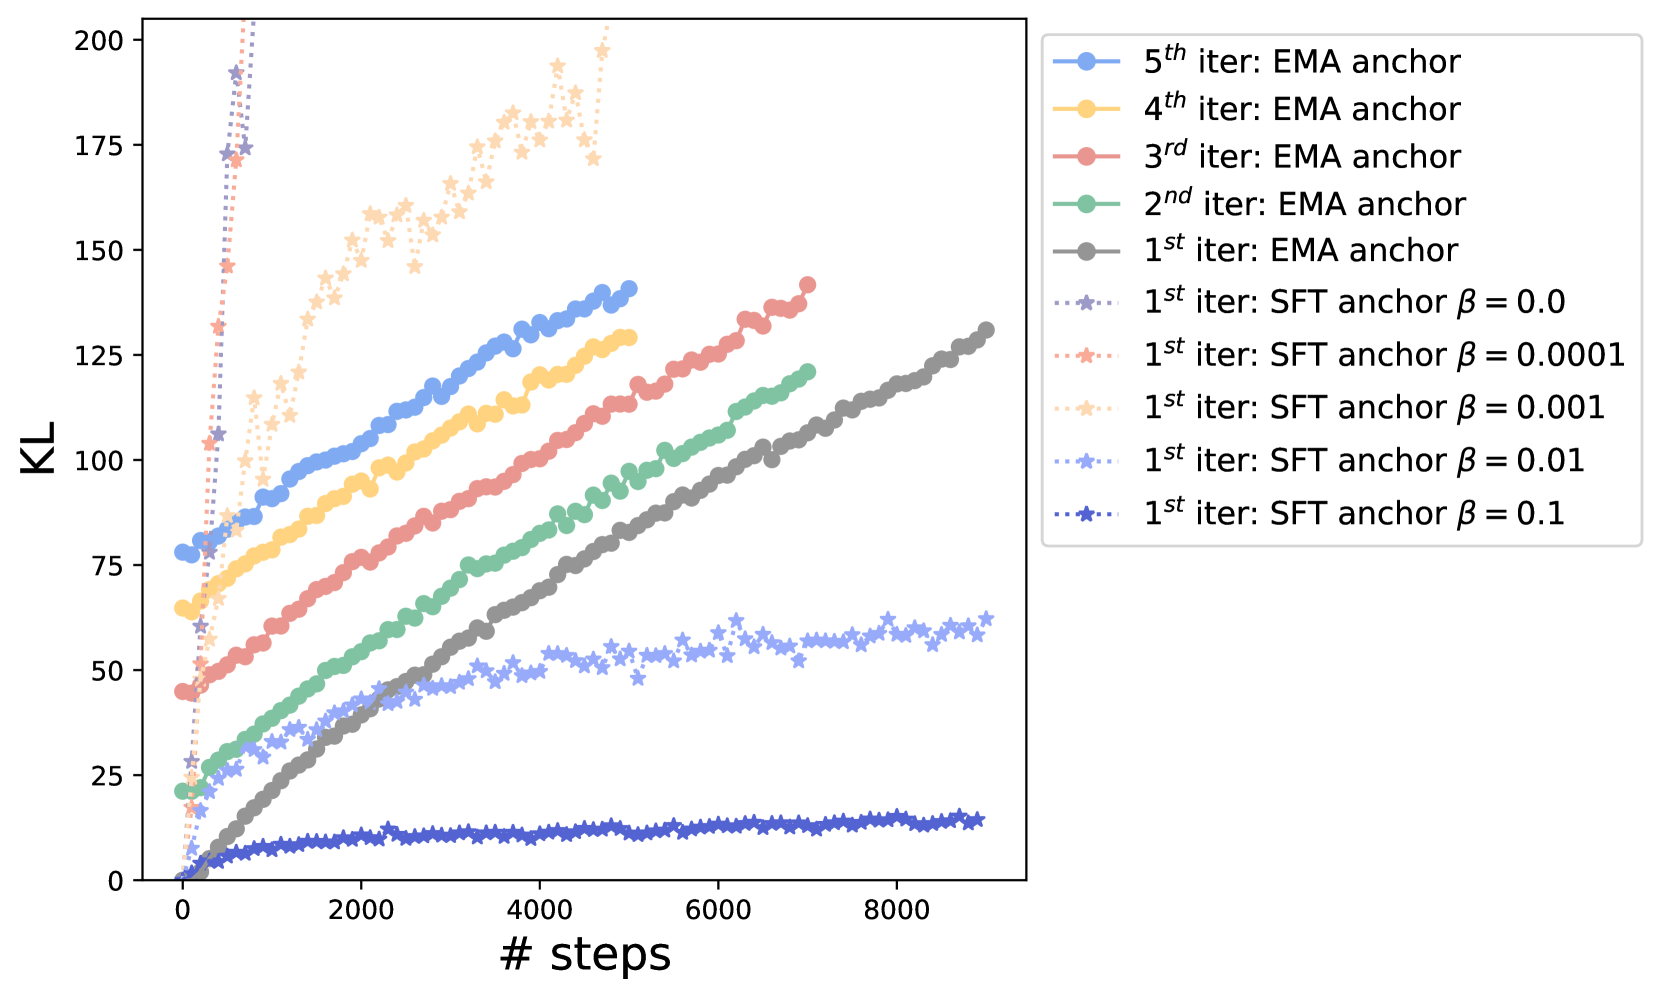 200
175
150
125
100
75
50
25
0
KL
0 2000 4000 6000 8000
# steps
5th iter: EMA anchor
4th iter: EMA anchor
3rd iter: EMA anchor
2nd iter: EMA anchor
1st iter: EMA anchor
1st iter: SFT anchor β = 0.0
1st iter: SFT anchor β = 0.0001
1st iter: SFT anchor β = 0.001
1st iter: SFT anchor β = 0.01
1st iter: SFT anchor β = 0.1